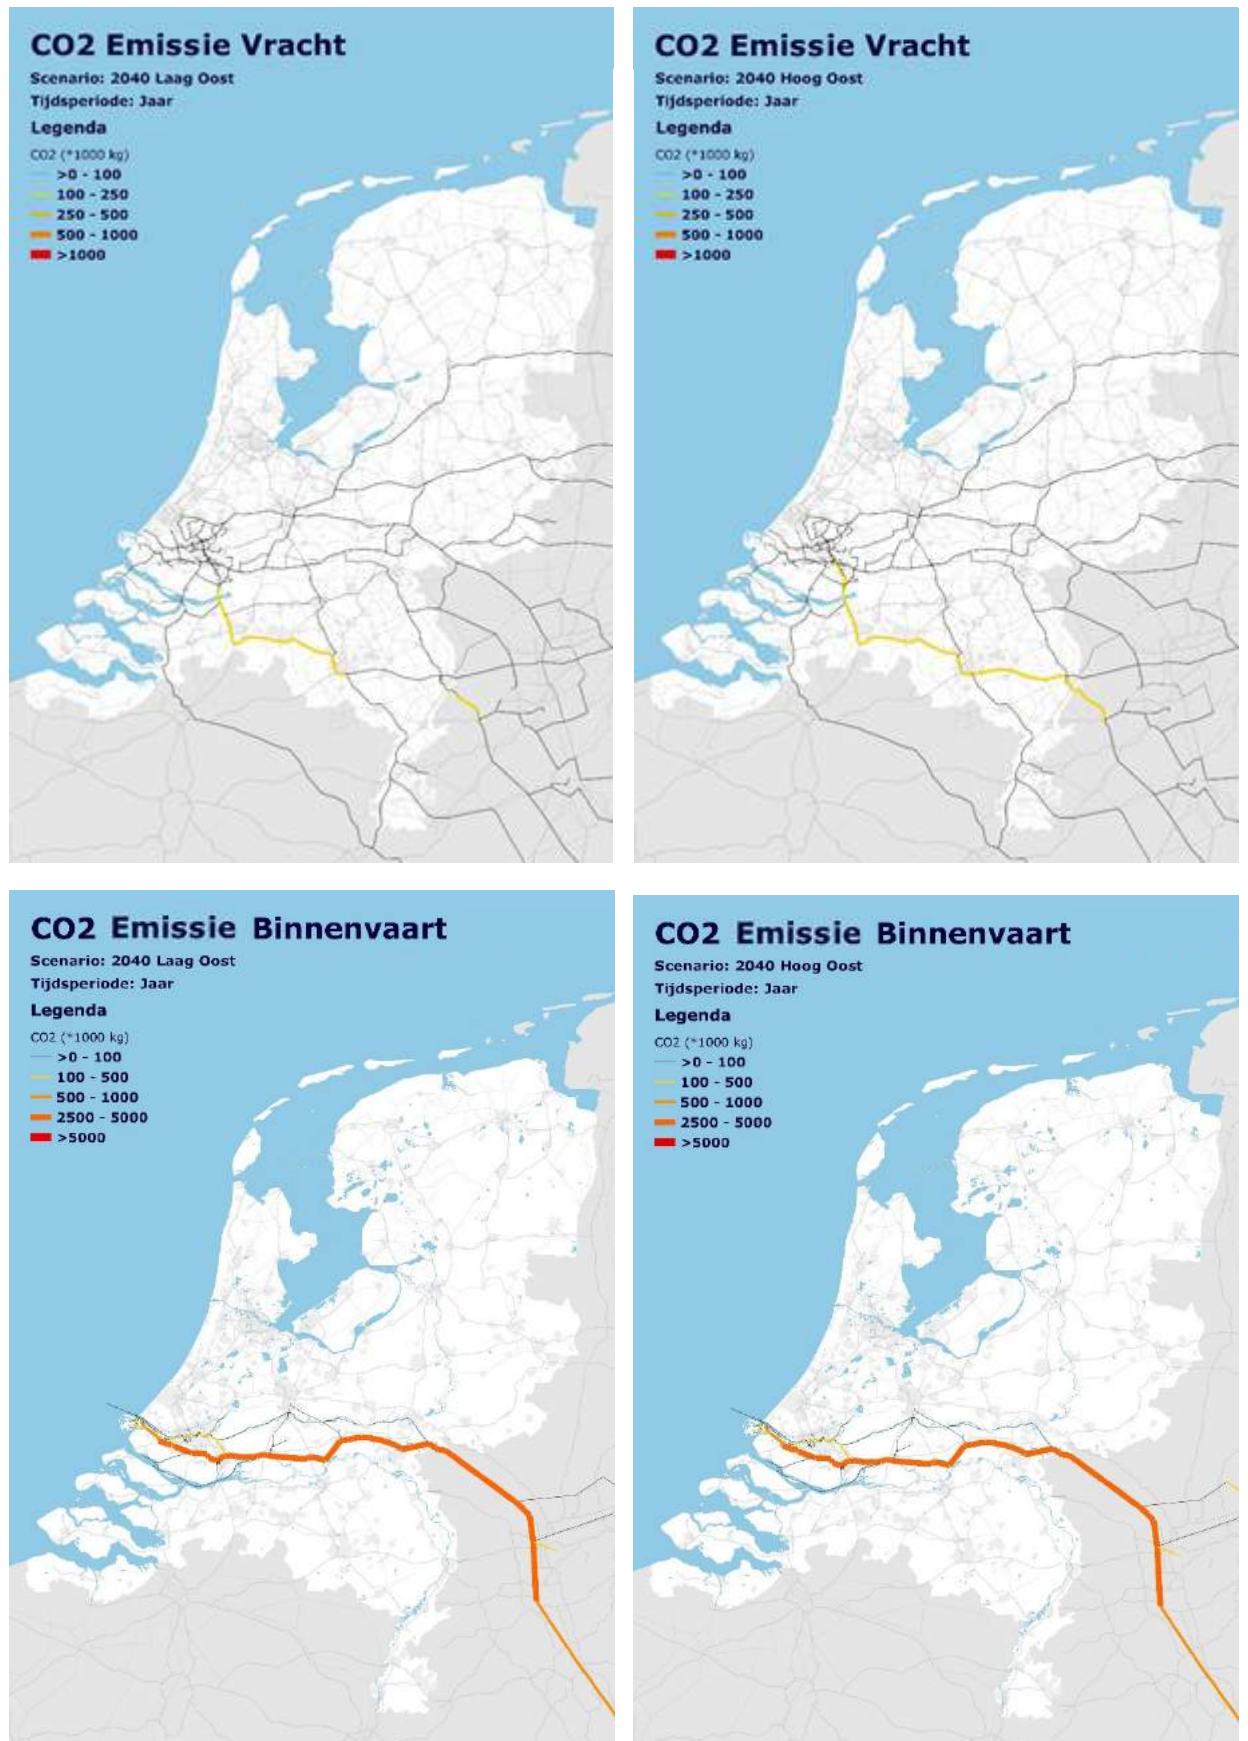 CO2 Emissie Vracht
Scenario: 2040 Laag Oost
Tijdsperiode: Jaar
Legenda
CO2 (*1000 kg)
>0 - 100
100 - 250
250 - 500
500 - 1000
>1000
CO2 Emissie Vracht
Scenario: 2040 Hoog Oost
Tijdsperiode: Jaar
Legenda
CO2 (*1000 kg)
>0 - 100
100 - 250
250 - 500
500 - 1000
>1000
CO2 Emissie Binnenvaart
Scenario: 2040 Laag Oost
Tijdsperiode: Jaar
Legenda
CO2 (*1000 kg)
>0 - 100
100 - 500
500 - 1000
2500 - 5000
>5000
CO2 Emissie Binnenvaart
Scenario: 2040 Hoog Oost
Tijdsperiode: Jaar
Legenda
CO2 (*1000 kg)
>0 - 100
100 - 500
500 - 1000
2500 - 5000
>5000